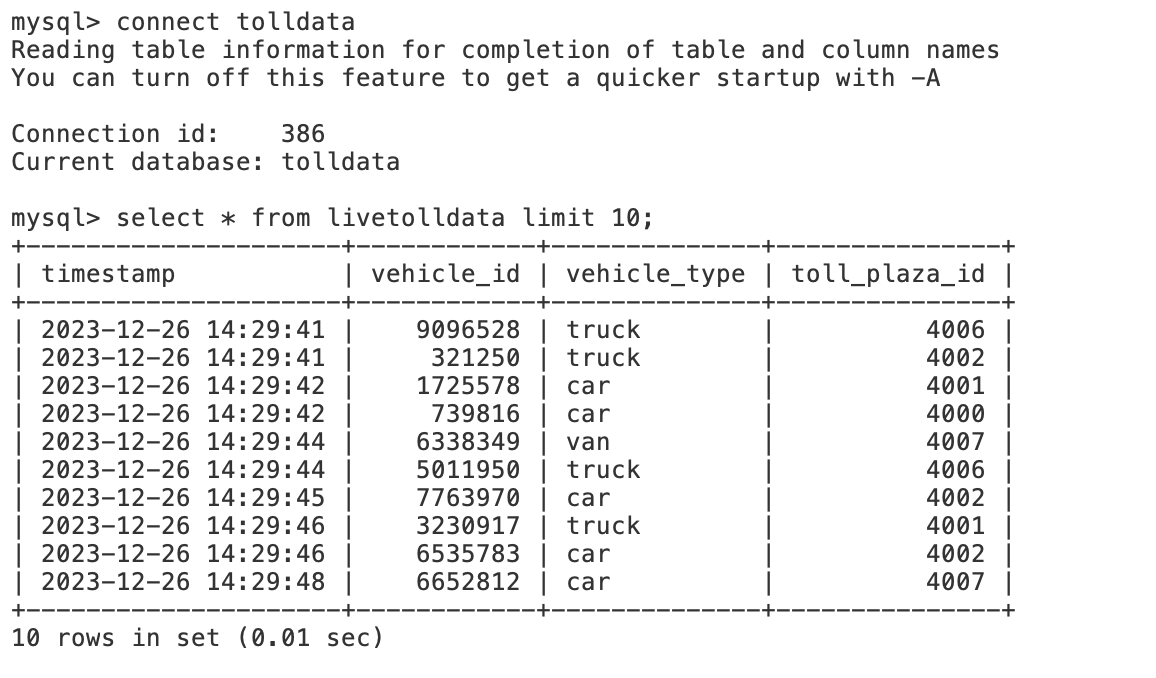 mysql> connect tolldata
Reading table information for completion of table and column names
You can turn off this feature to get a quicker startup with -A

Connection id:    386
Current database: tolldata

mysql> select * from livetolldata limit 10;
+---------------------+------------+--------------+---------------+
| timestamp           | vehicle_id | vehicle_type | toll_plaza_id |
+---------------------+------------+--------------+---------------+
| 2023-12-26 14:29:41 |    9096528 | truck        |          4006 |
| 2023-12-26 14:29:41 |     321250 | truck        |          4002 |
| 2023-12-26 14:29:42 |    1725578 | car          |          4001 |
| 2023-12-26 14:29:42 |     739816 | car          |          4000 |
| 2023-12-26 14:29:44 |    6338349 | van          |          4007 |
| 2023-12-26 14:29:44 |    5011950 | truck        |          4006 |
| 2023-12-26 14:29:45 |    7763970 | car          |          4002 |
| 2023-12-26 14:29:46 |    3230917 | truck        |          4001 |
| 2023-12-26 14:29:46 |    6535783 | car          |          4002 |
| 2023-12-26 14:29:48 |    6652812 | car          |          4007 |
+---------------------+------------+--------------+---------------+
10 rows in set (0.01 sec)